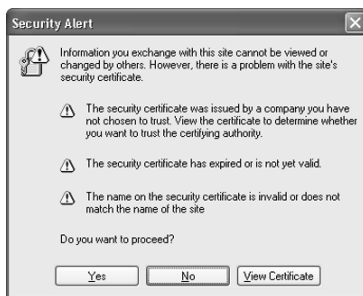 Security Alert
Information you exchange with this site cannot be viewed or
changed by others. However, there is a problem with the site's
security certificate.
The security certificate was issued by a company you have
not chosen to trust. View the certificate to determine whether
you want to trust the certifying authority.
The security certificate has expired or is not yet valid.
The name on the security certificate is invalid or does not
match the name of the site
Do you want to proceed?
Yes
No
View Certificate